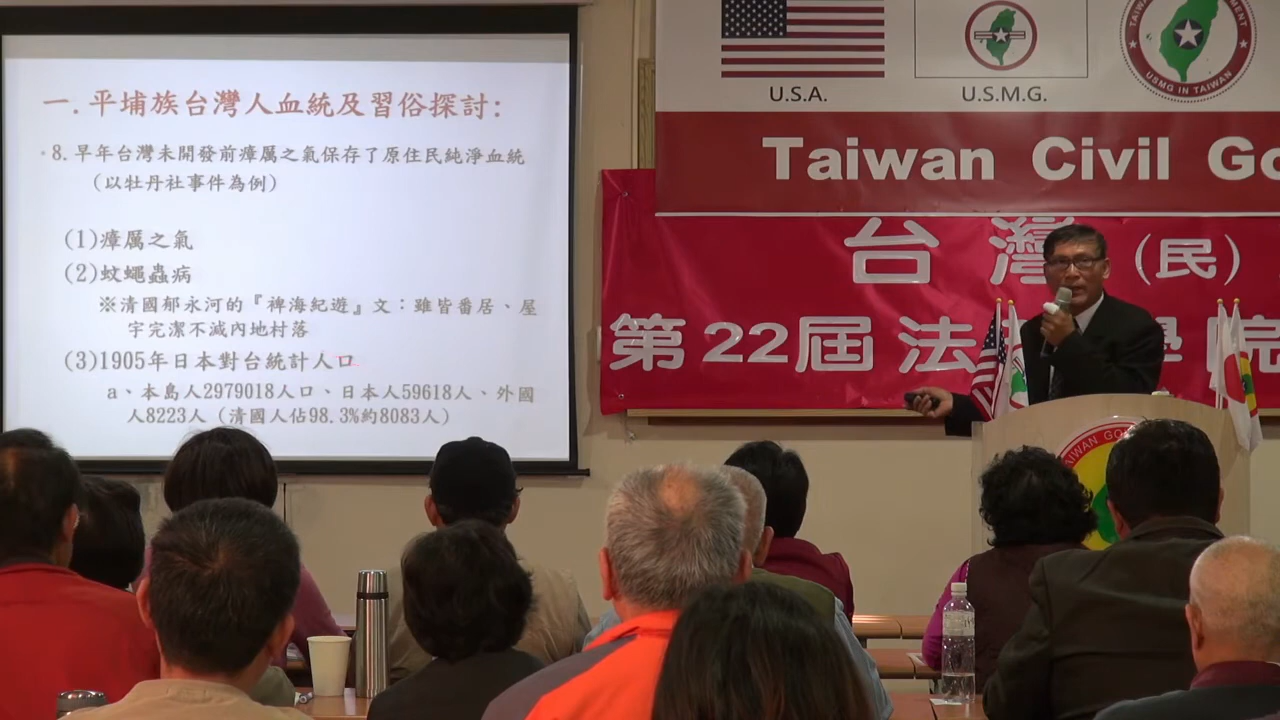 一.平埔族台灣人血統及習俗探討:
8.早年台灣未開發前瘴厲之氣保存了原住民純淨血統
(以牡丹社事件為例)
(1)瘴厲之氣
(2)蚊蠅蟲病
※清國郁永河的『裨海紀遊』文：雖皆番居、屋
宇完潔不減內地村落
(3)1905年日本對台統計人口
a、本島人2979018人口、日本人59618人、外國
人8223人(清國人佔98.3%約8083人)
U.S.A.
U.S.M.G.
USMG IN TAIWAN
Taiwan Civil Go
台灣(民)
第22屆法 學院